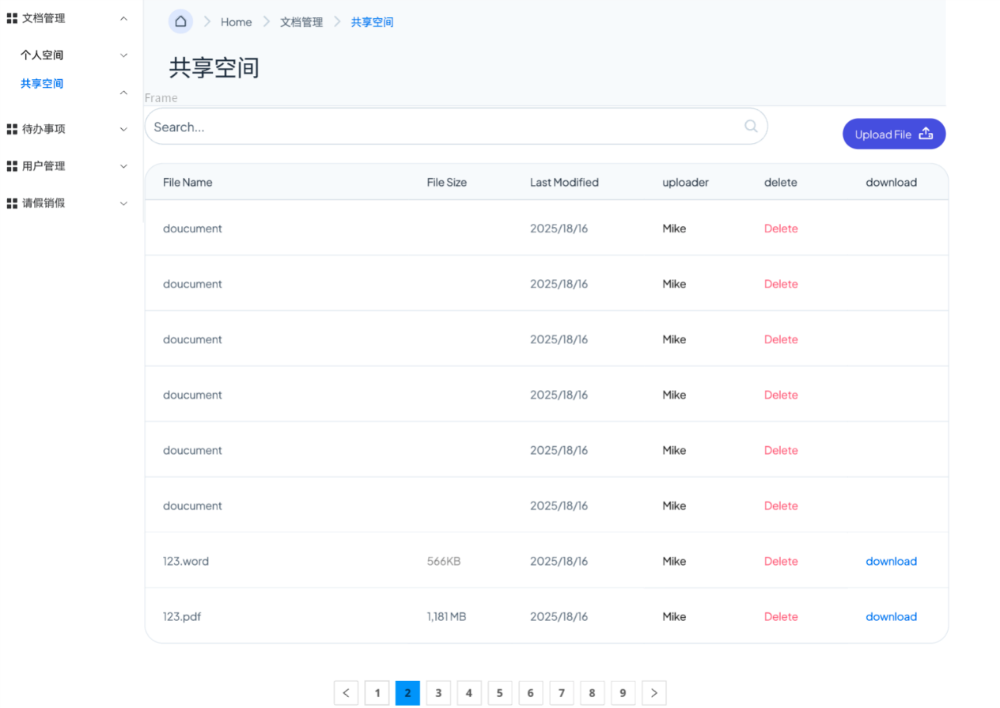 文档管理
个人空间
共享空间
待办事项
用户管理
请假销假
Home 文档管理 共享空间
共享空间
Frame
Search...
Upload File
File Name File Size Last Modified uploader delete download
doucument 2025/18/16 Mike Delete
doucument 2025/18/16 Mike Delete
doucument 2025/18/16 Mike Delete
doucument 2025/18/16 Mike Delete
doucument 2025/18/16 Mike Delete
doucument 2025/18/16 Mike Delete
123.word 566KB 2025/18/16 Mike Delete download
123.pdf 1,181 MB 2025/18/16 Mike Delete download
< 1 2 3 4 5 6 7 8 9 >